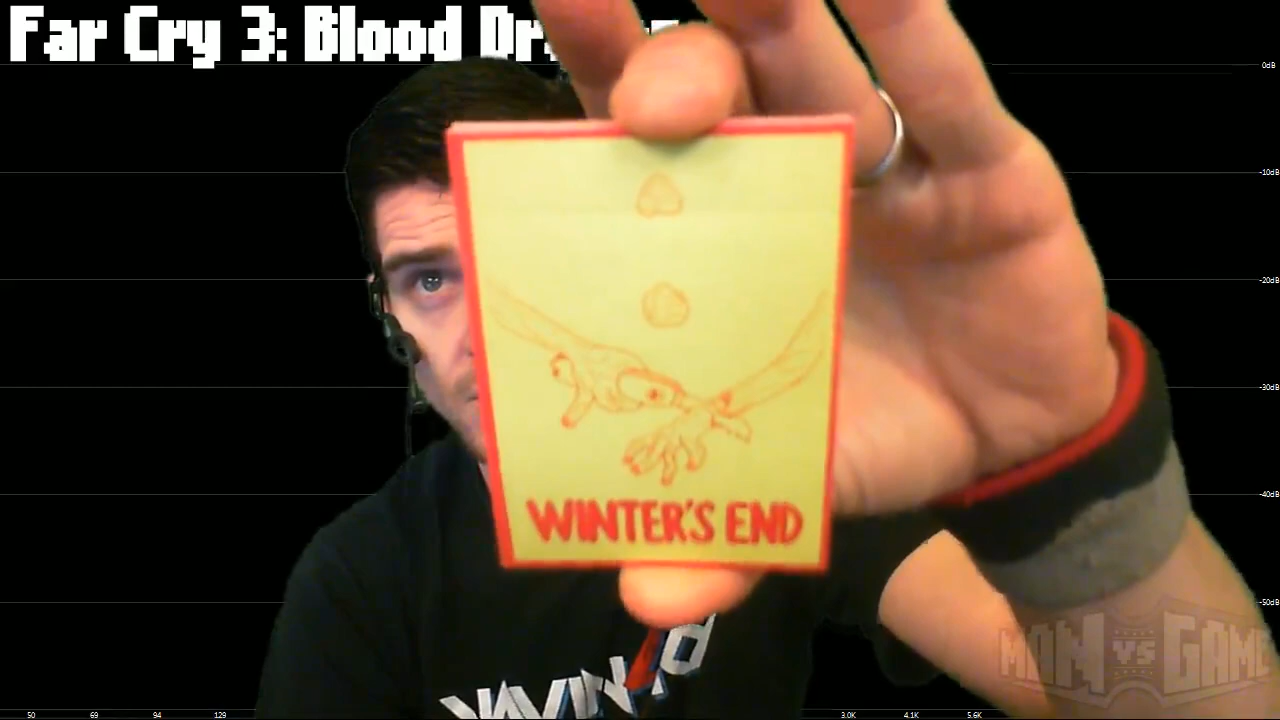 Far Cry 3: Blood Dr
0dB
-10dB
-20dB
-30dB
-40dB
-50dB
WINTER'S END
MAN VS GAME
50 69 94 129 3.0K 4.1K 5.6K